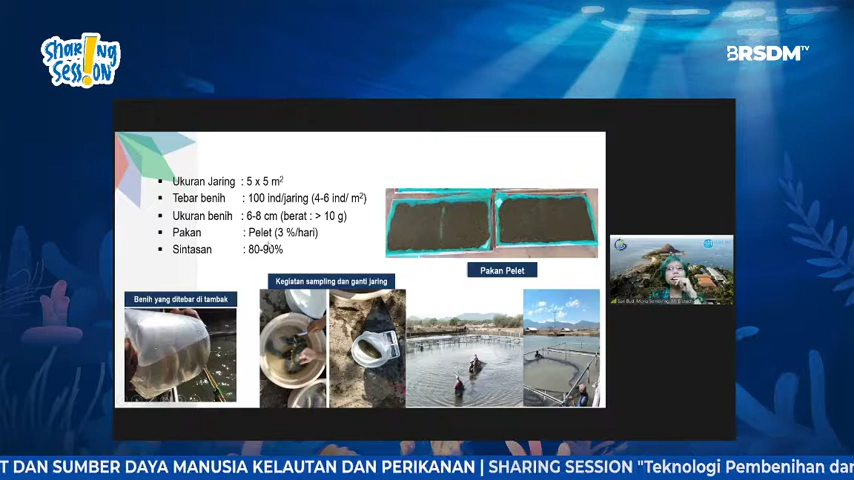 sharing
session
BRSDM TV
▪ Ukuran Jaring : 5 x 5 m²
▪ Tebar benih : 100 ind/jaring (4-6 ind/ m²)
▪ Ukuran benih : 6-8 cm (berat : > 10 g)
▪ Pakan : Pelet (3 %/hari)
▪ Sintasan : 80-90%
Pakan Pelet
Kegiatan sampling dan ganti jaring
Benih yang ditebar di tambak
T DAN SUMBER DAYA MANUSIA KELAUTAN DAN PERIKANAN | SHARING SESSION "Teknologi Pembenihan dan